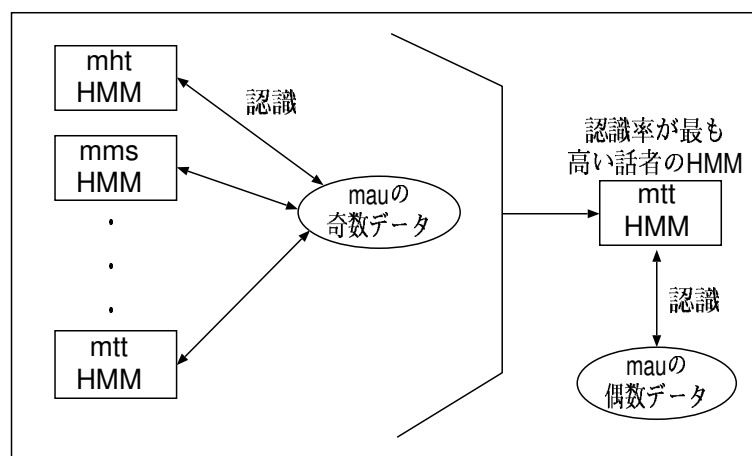 mht
HMM
認識
mms
HMM
mauの
奇数データ
・
・
・
mtt
HMM
認識率が最も
高い話者のHMM
mtt
HMM
認識
mauの
偶数データ